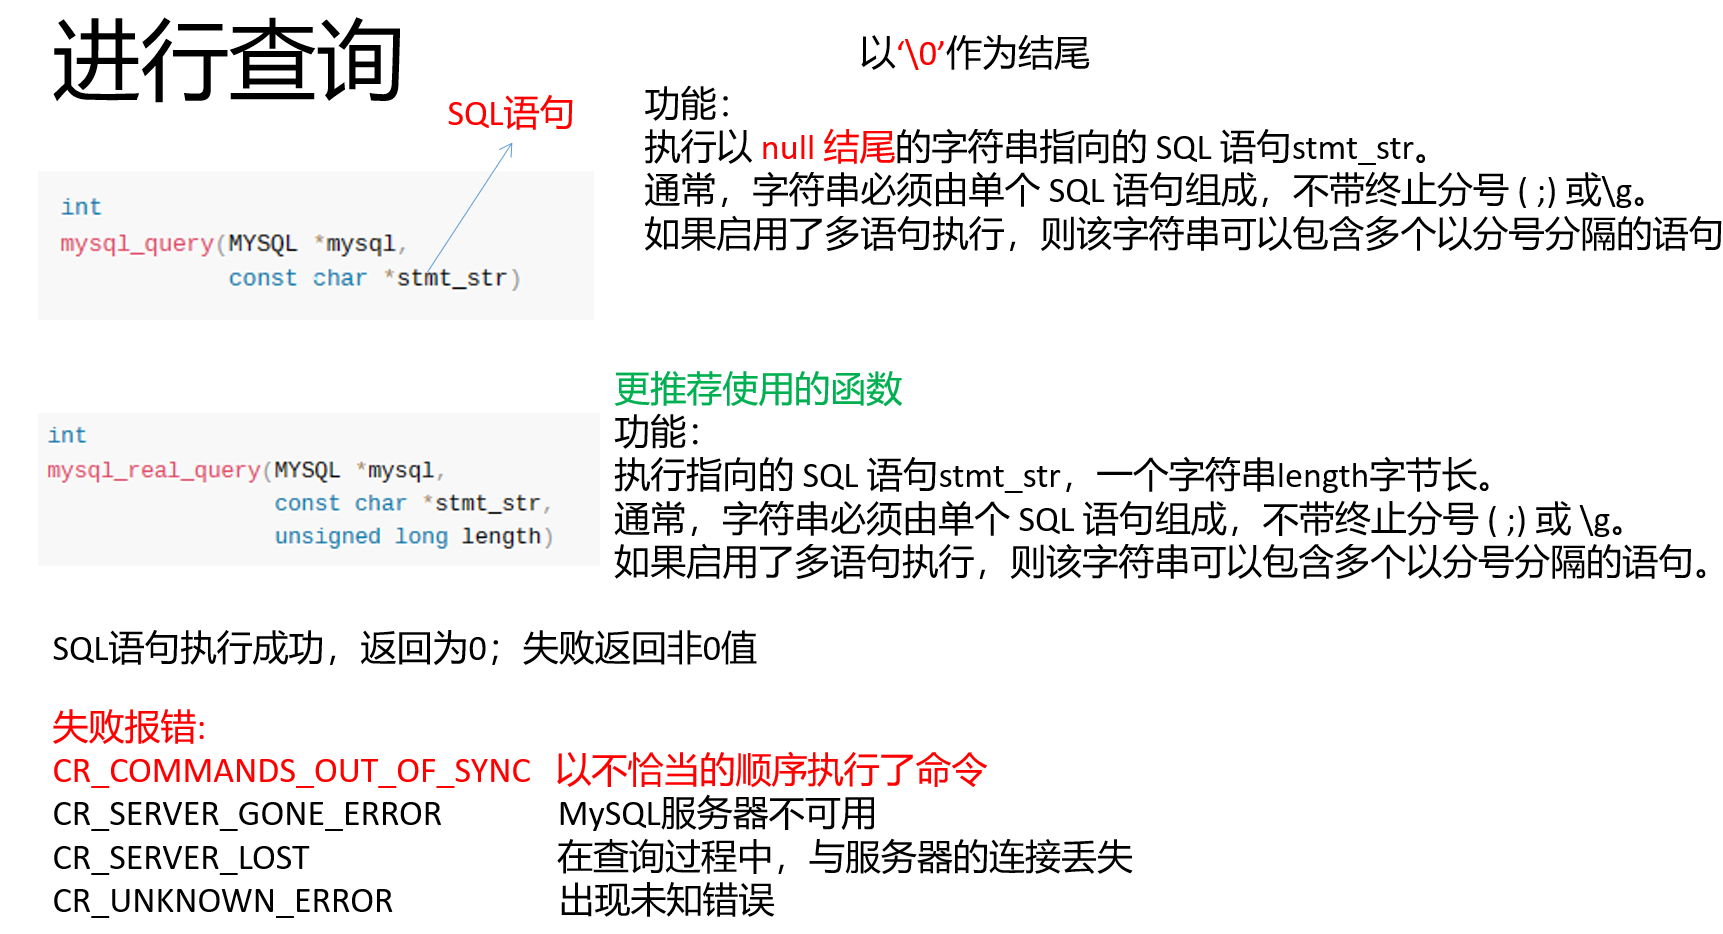 进行查询
SQL语句
int
mysql_query(MYSQL *mysql,
const char *stmt_str)
以‘\0’作为结尾
功能：
执行以 null 结尾的字符串指向的 SQL 语句stmt_str。
通常，字符串必须由单个 SQL 语句组成，不带终止分号 ( ;) 或\g。
如果启用了多语句执行，则该字符串可以包含多个以分号分隔的语句
int
mysql_real_query(MYSQL *mysql,
const char *stmt_str,
unsigned long length)
更推荐使用的函数
功能：
执行指向的 SQL 语句stmt_str，一个字符串length字节长。
通常，字符串必须由单个 SQL 语句组成，不带终止分号 ( ;) 或 \g。
如果启用了多语句执行，则该字符串可以包含多个以分号分隔的语句。
SQL语句执行成功，返回为0；失败返回非0值
失败报错:
CR_COMMANDS_OUT_OF_SYNC 以不恰当的顺序执行了命令
CR_SERVER_GONE_ERROR MySQL服务器不可用
CR_SERVER_LOST 在查询过程中，与服务器的连接丢失
CR_UNKNOWN_ERROR 出现未知错误